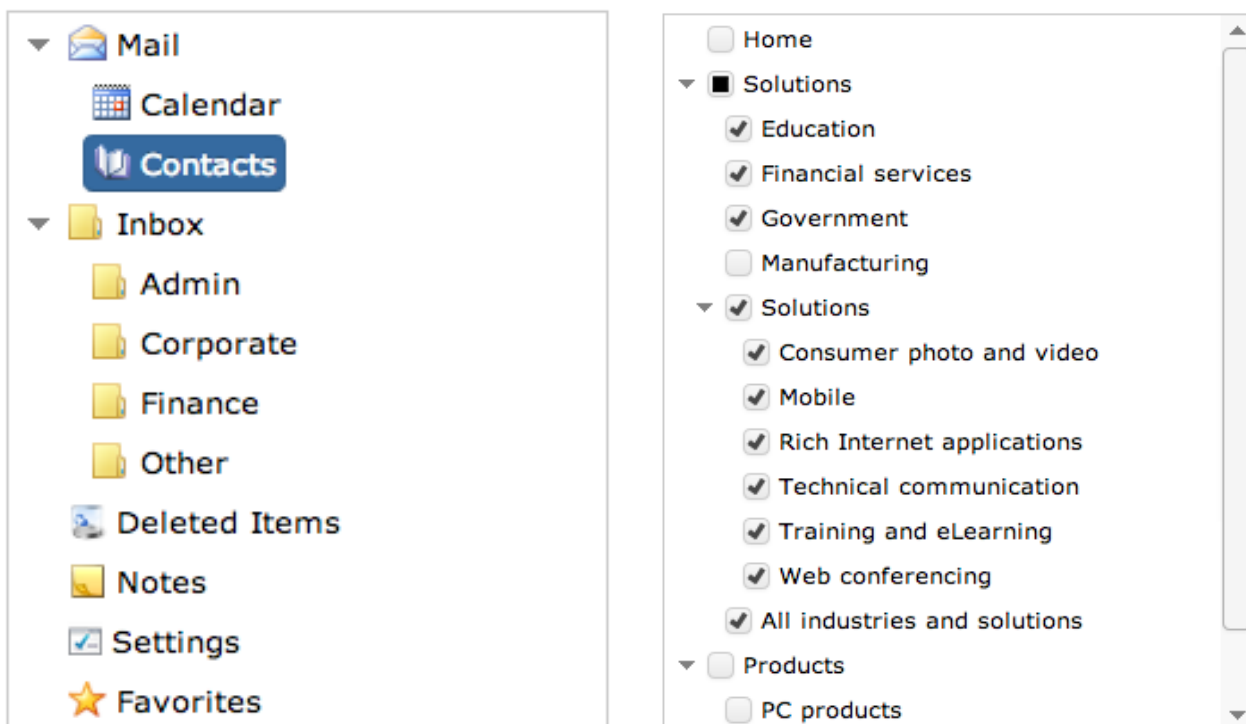 Mail
Calendar
Contacts
Inbox
Admin
Corporate
Finance
Other
Deleted Items
Notes
Settings
Favorites
Home
Solutions
Education
Financial services
Government
Manufacturing
Solutions
Consumer photo and video
Mobile
Rich Internet applications
Technical communication
Training and eLearning
Web conferencing
All industries and solutions
Products
PC products